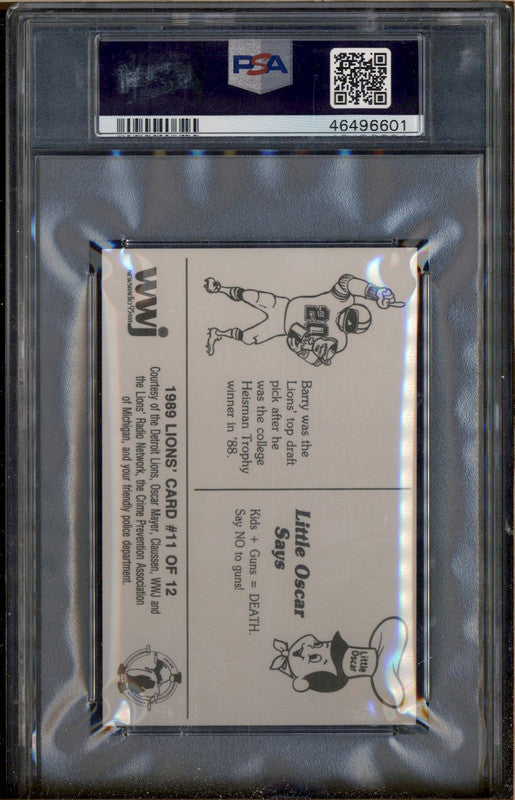 PSA
46496601
20
Barry was the
Lions' top draft
pick after he
was the college
Heisman Trophy
winner in '88.
Little Oscar
Says
Kids + Guns = DEATH.
Say NO to guns!
Little
Oscar
WWJ
1989 LIONS' CARD #11 OF 12
Courtesy of the Detroit Lions, Oscar Mayer, Claussen, WWJ and
the Lions' Radio Network, the Crime Prevention Association
of Michigan, and your friendly police department.